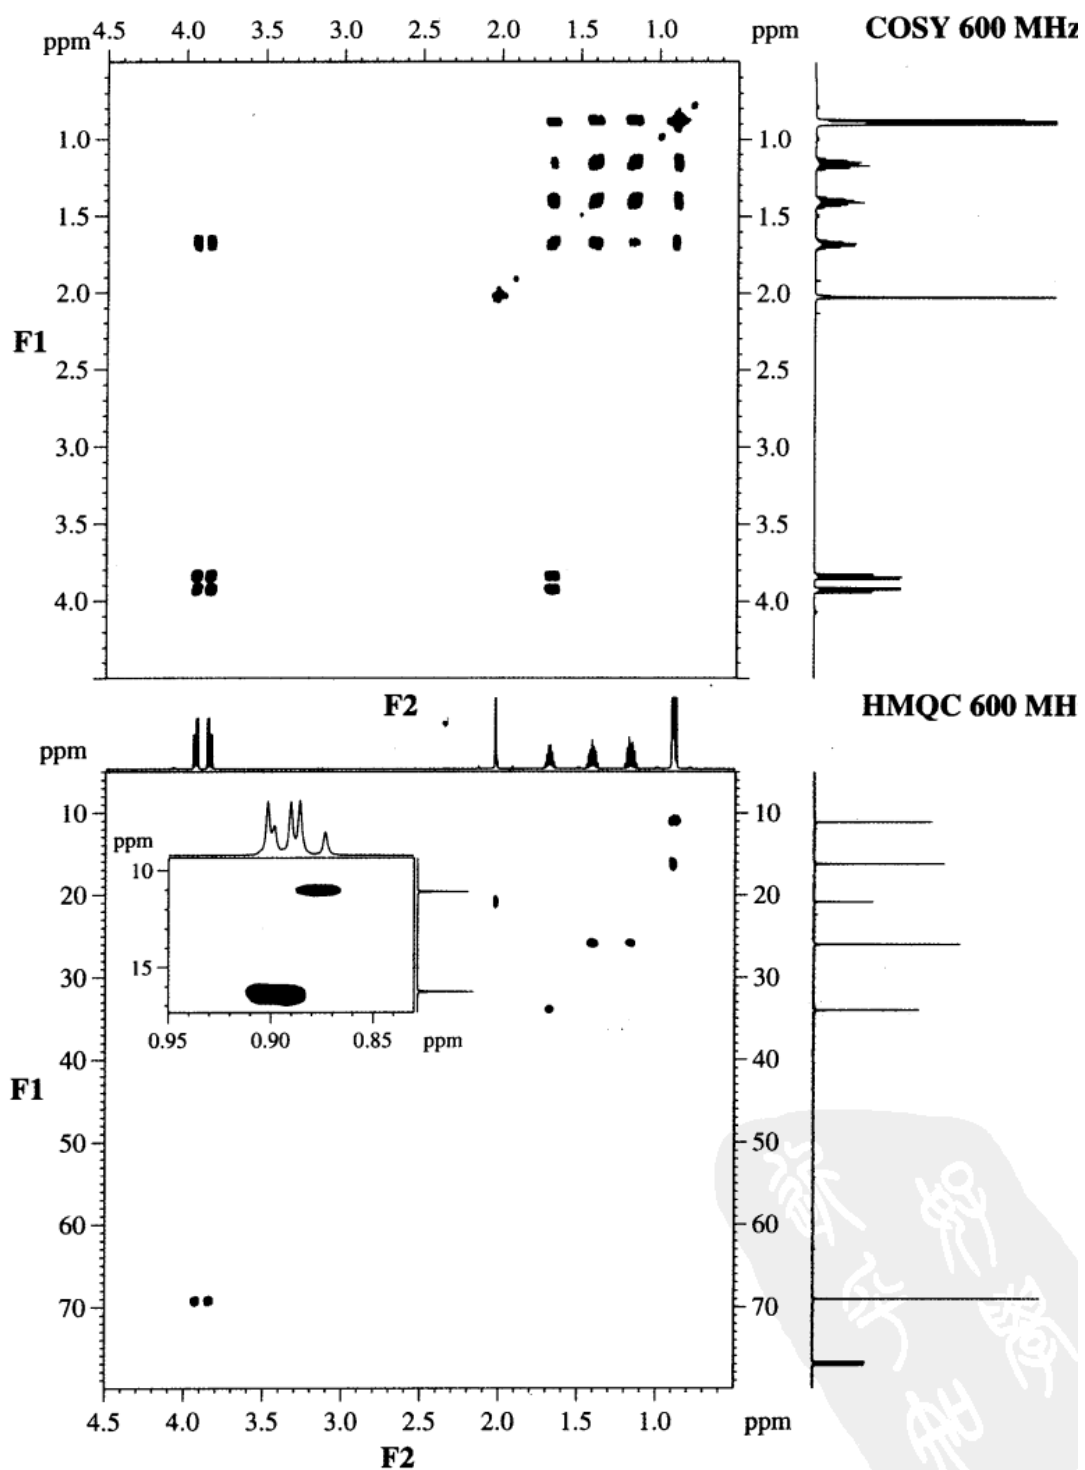 COSY 600 MHz
ppm 4.5 4.0 3.5 3.0 2.5 2.0 1.5 1.0 ppm
1.0 1.0
1.5 1.5
2.0 2.0
F1
2.5 2.5
3.0 3.0
3.5 3.5
4.0 4.0
F2
HMQC 600 MH
ppm ppm
10 10
20 20
30 30
40 40
F1
50 50
60 60
70 70
ppm
10
15
0.95 0.90 0.85 ppm
4.5 4.0 3.5 3.0 2.5 2.0 1.5 1.0 ppm
F2